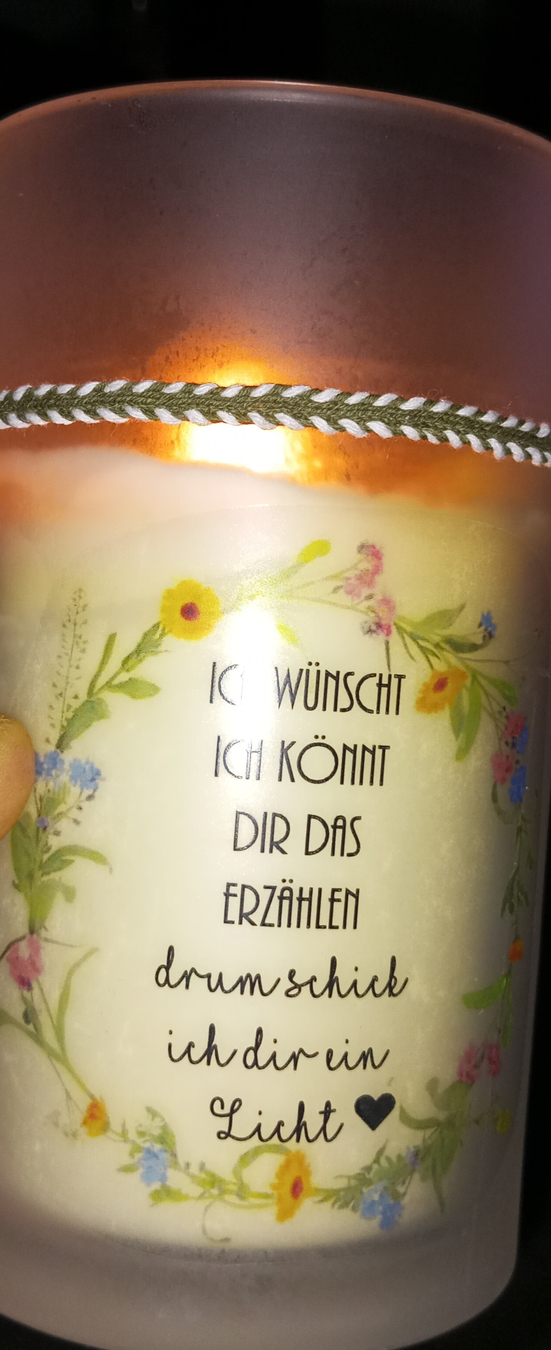 ICH WÜNSCHT
ICH KÖNNT
DIR DAS
ERZÄHLEN
drum schick
ich dir ein
Licht ♥